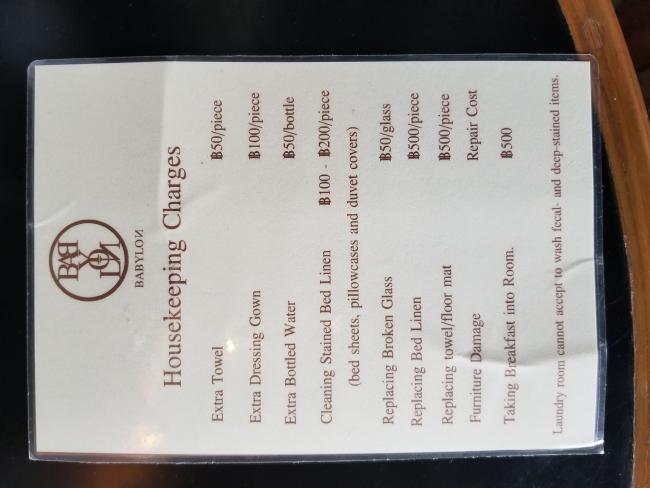 BABYLON
BABYLON
Housekeeping Charges
Extra Towel ฿50/piece
Extra Dressing Gown ฿100/piece
Extra Bottled Water ฿50/bottle
Cleaning Stained Bed Linen ฿100 - ฿200/piece
(bed sheets, pillowcases and duvet covers)
Replacing Broken Glass ฿50/glass
Replacing Bed Linen ฿500/piece
Replacing towel/floor mat ฿500/piece
Furniture Damage Repair Cost
Taking Breakfast into Room. ฿500
Laundry room cannot accept to wash fecal- and deep-stained items.